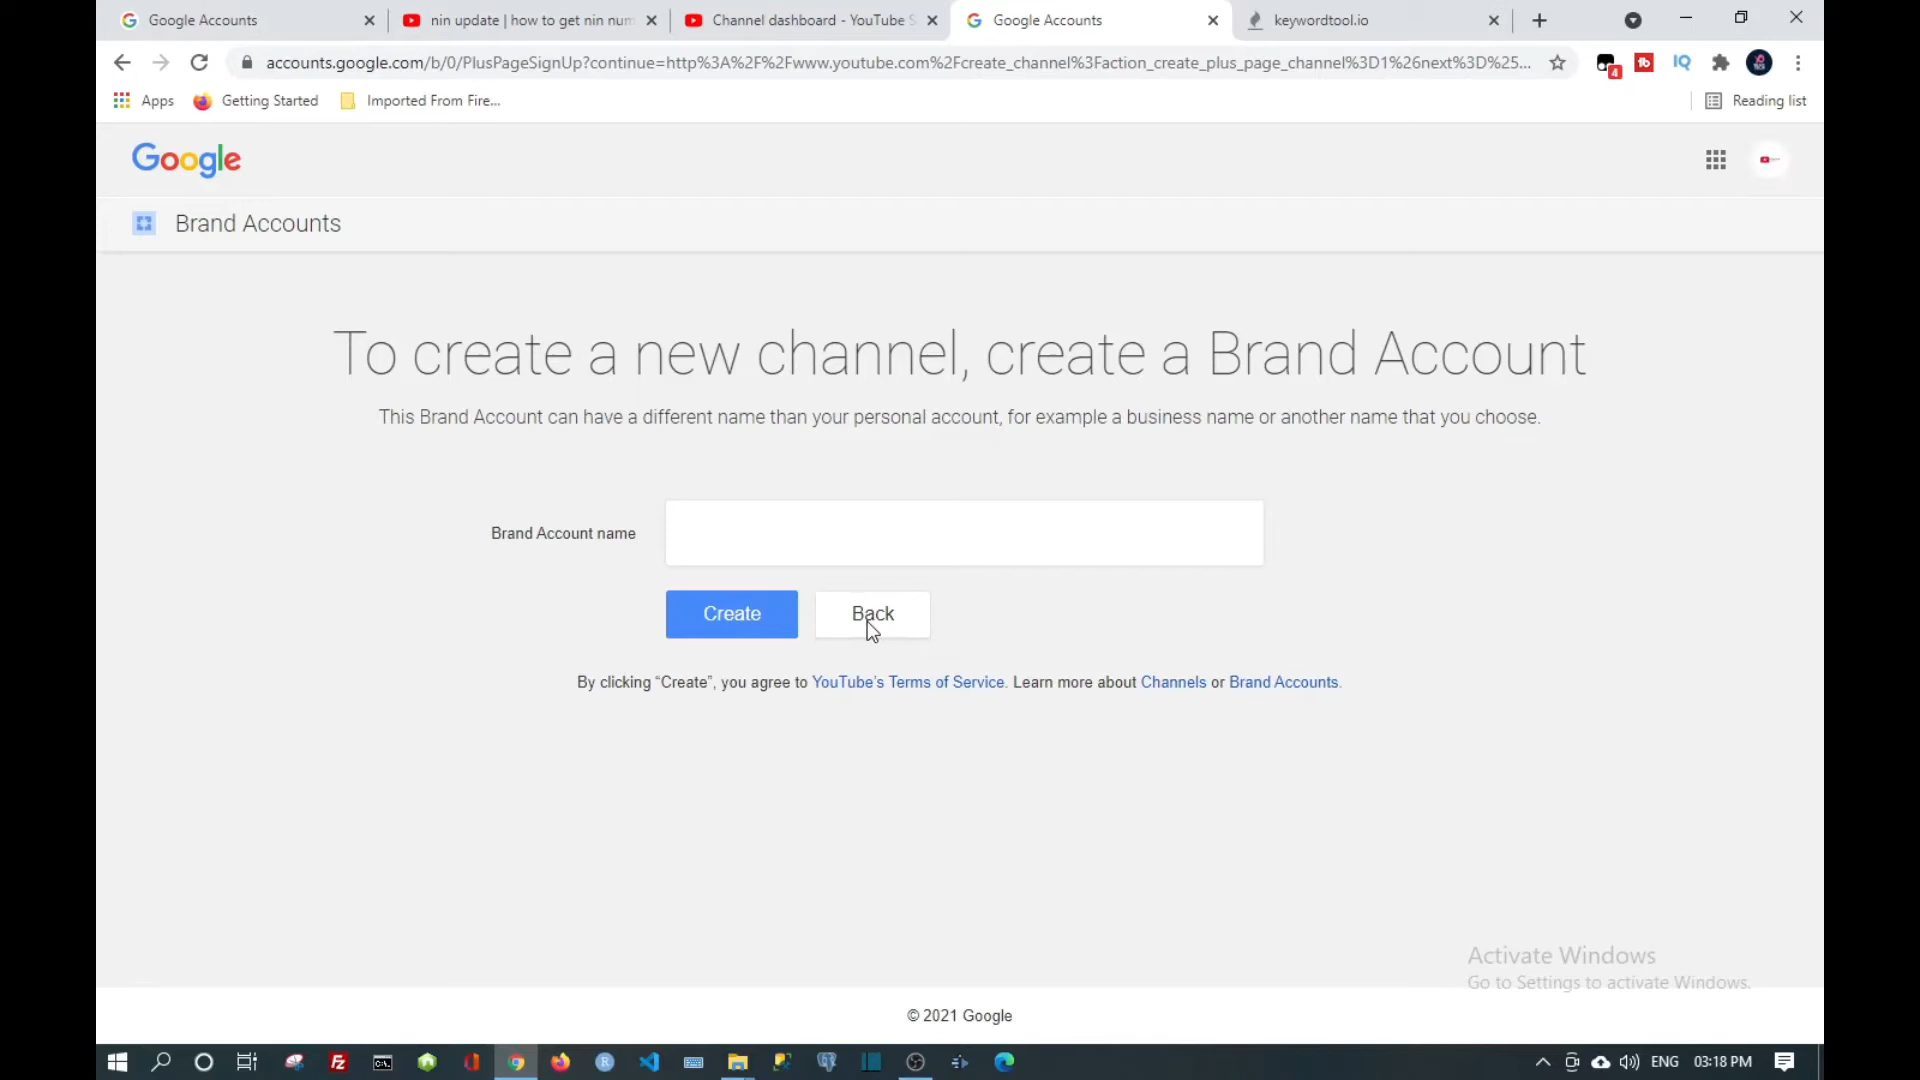 Google Accounts
nin update | how to get nin num
Channel dashboard - YouTube S
Google Accounts
keywordtool.io
accounts.google.com/b/0/PlusPageSignUp?continue=http%3A%2F%2Fwww.youtube.com%2Fcreate_channel%3Faction_create_plus_page_channel%3D1%26next%3D%25...
4
tb
IQ
Apps
Getting Started
Imported From Fire...
Reading list
Google
Brand Accounts
To create a new channel, create a Brand Account
This Brand Account can have a different name than your personal account, for example a business name or another name that you choose.
Brand Account name
Create
Back
By clicking “Create”, you agree to YouTube’s Terms of Service. Learn more about Channels or Brand Accounts.
Activate Windows
Go to Settings to activate Windows.
© 2021 Google
Fz
R
ENG
03:18 PM